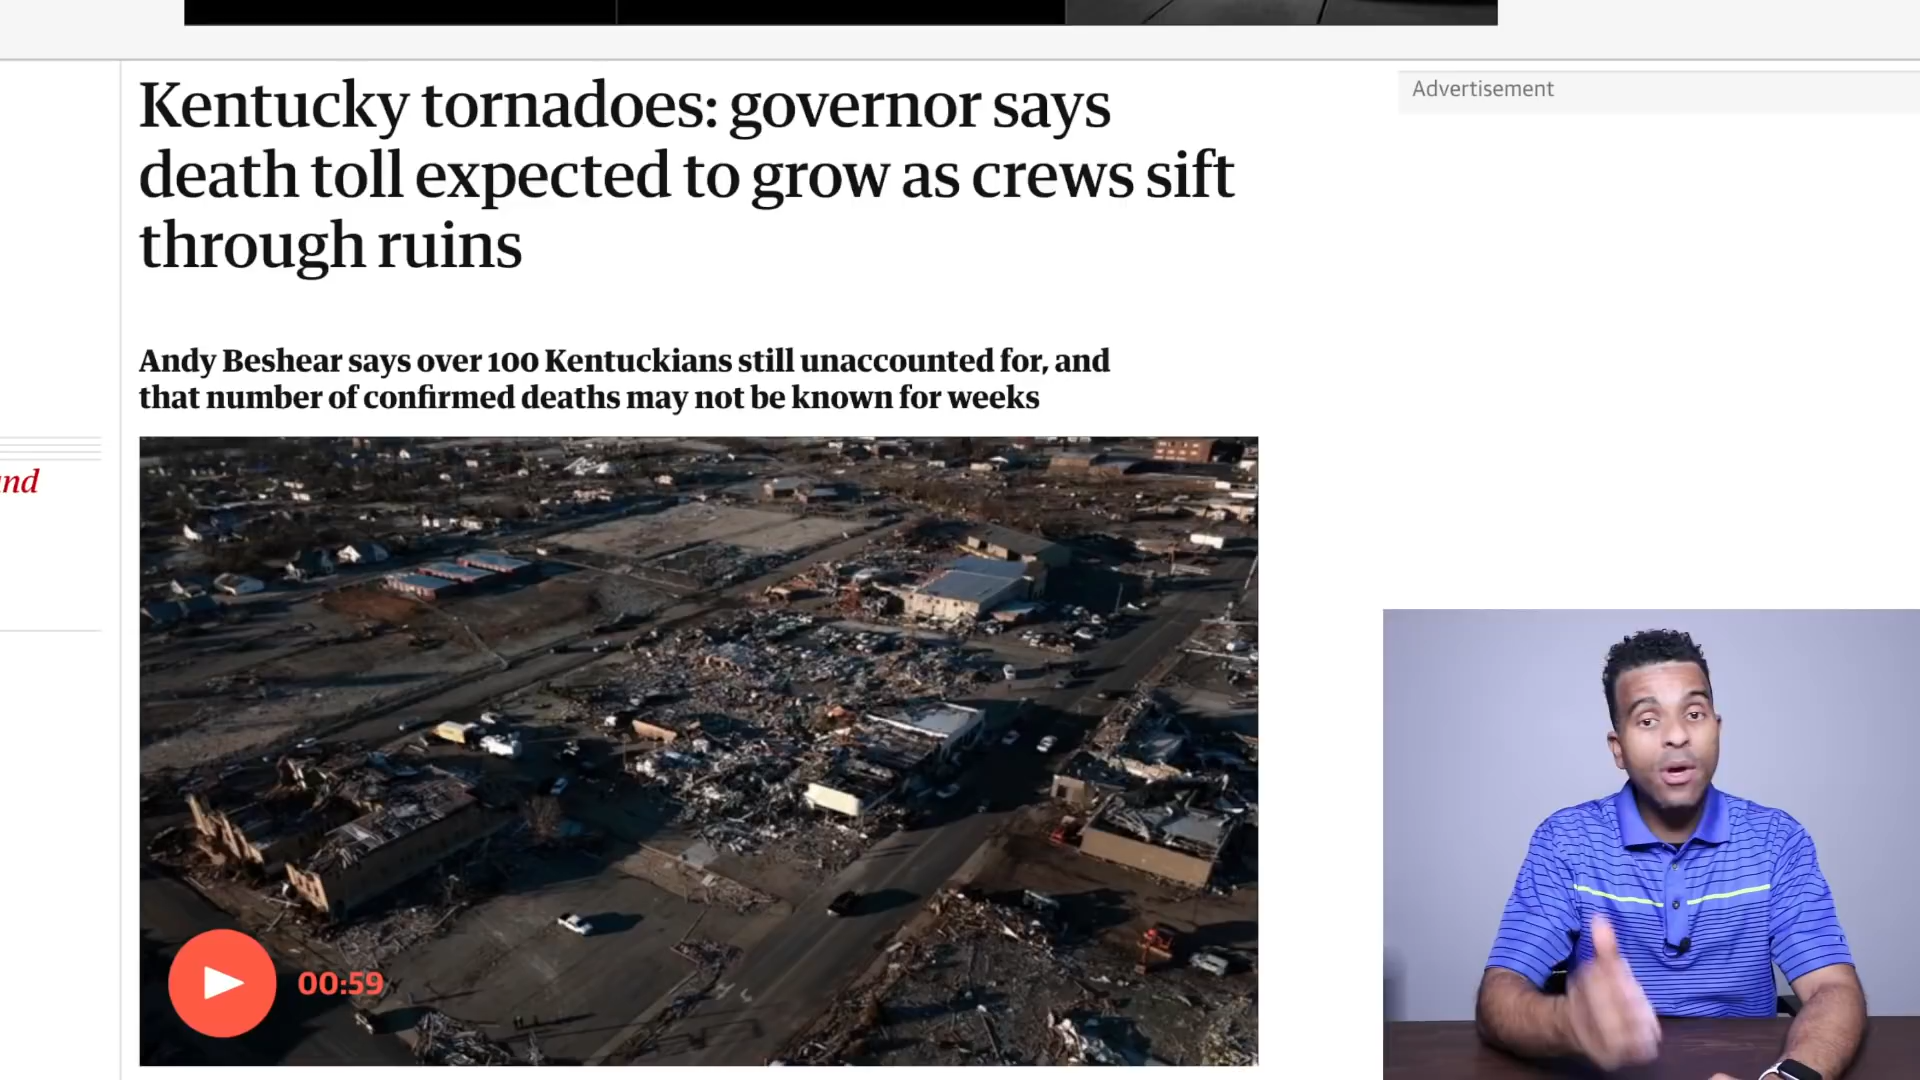 Advertisement
Kentucky tornadoes: governor says
death toll expected to grow as crews sift
through ruins
Andy Beshear says over 100 Kentuckians still unaccounted for, and
that number of confirmed deaths may not be known for weeks
00:59